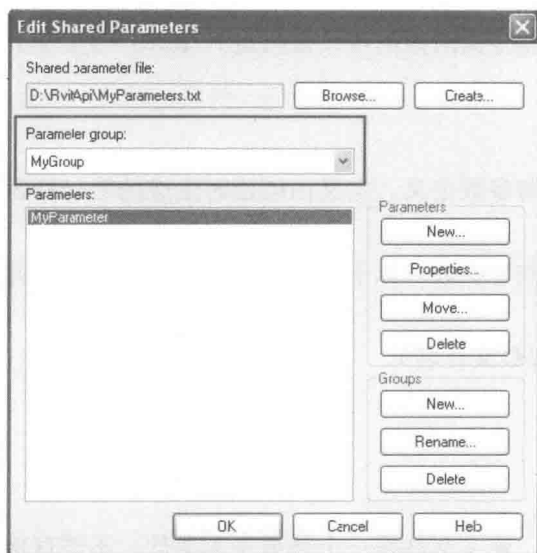 Edit Shared Parameters
Shared parameter file:
D:\RvitApi\MyParameters.txt
Browse...
Create...
Parameter group:
MyGroup
Parameters:
MyParameter
Parameters
New...
Properties...
Move...
Delete
Groups
New...
Rename...
Delete
OK
Cancel
Help